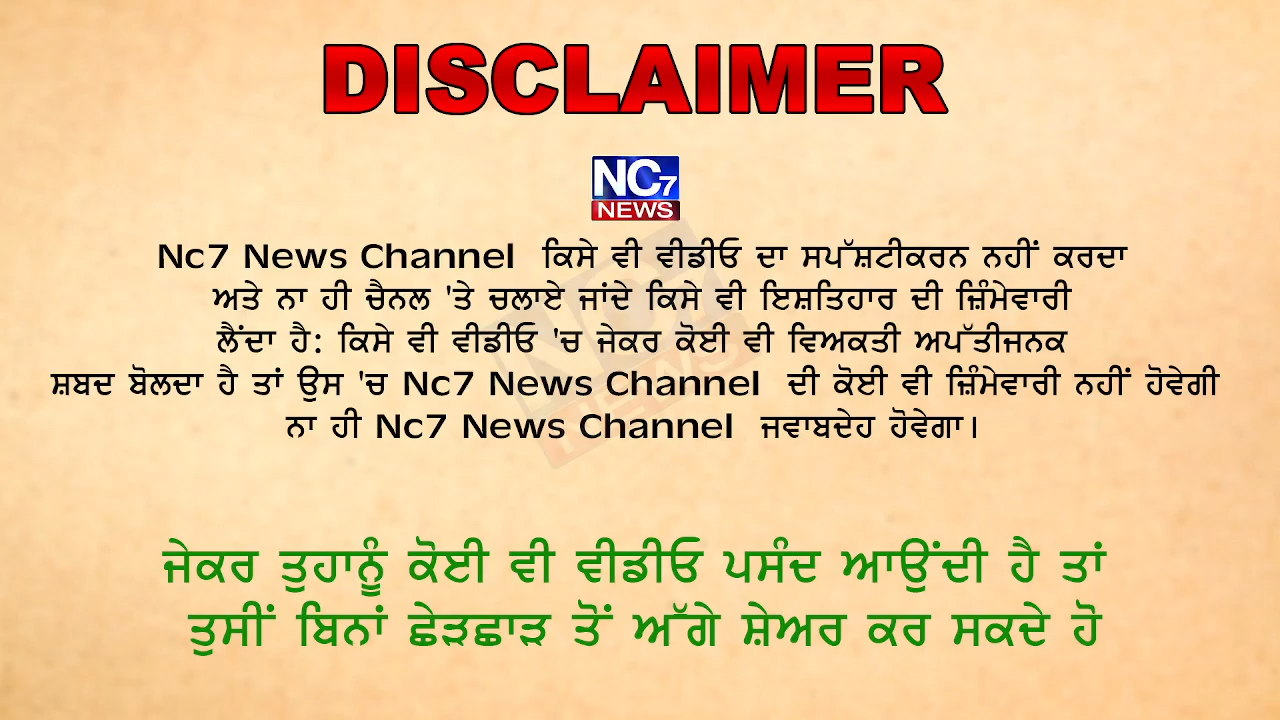 DISCLAIMER
NC7
NEWS
Nc7 News Channel ਕਿਸੇ ਵੀ ਵੀਡੀਓ ਦਾ ਸਪੱਸ਼ਟੀਕਰਨ ਨਹੀਂ ਕਰਦਾ
ਅਤੇ ਨਾ ਹੀ ਚੈਨਲ 'ਤੇ ਚਲਾਏ ਜਾਂਦੇ ਕਿਸੇ ਵੀ ਇਸ਼ਤਿਹਾਰ ਦੀ ਜ਼ਿੰਮੇਵਾਰੀ
ਲੈਂਦਾ ਹੈ: ਕਿਸੇ ਵੀ ਵੀਡੀਓ 'ਚ ਜੇਕਰ ਕੋਈ ਵੀ ਵਿਅਕਤੀ ਅਪੱਤੀਜਨਕ
ਸ਼ਬਦ ਬੋਲਦਾ ਹੈ ਤਾਂ ਉਸ 'ਚ Nc7 News Channel ਦੀ ਕੋਈ ਵੀ ਜ਼ਿੰਮੇਵਾਰੀ ਨਹੀਂ ਹੋਵੇਗੀ
ਨਾ ਹੀ Nc7 News Channel ਜਵਾਬਦੇਹ ਹੋਵੇਗਾ।
ਜੇਕਰ ਤੁਹਾਨੂੰ ਕੋਈ ਵੀ ਵੀਡੀਓ ਪਸੰਦ ਆਉਂਦੀ ਹੈ ਤਾਂ
ਤੁਸੀਂ ਬਿਨਾਂ ਛੇੜਛਾੜ ਤੋਂ ਅੱਗੇ ਸ਼ੇਅਰ ਕਰ ਸਕਦੇ ਹੋ